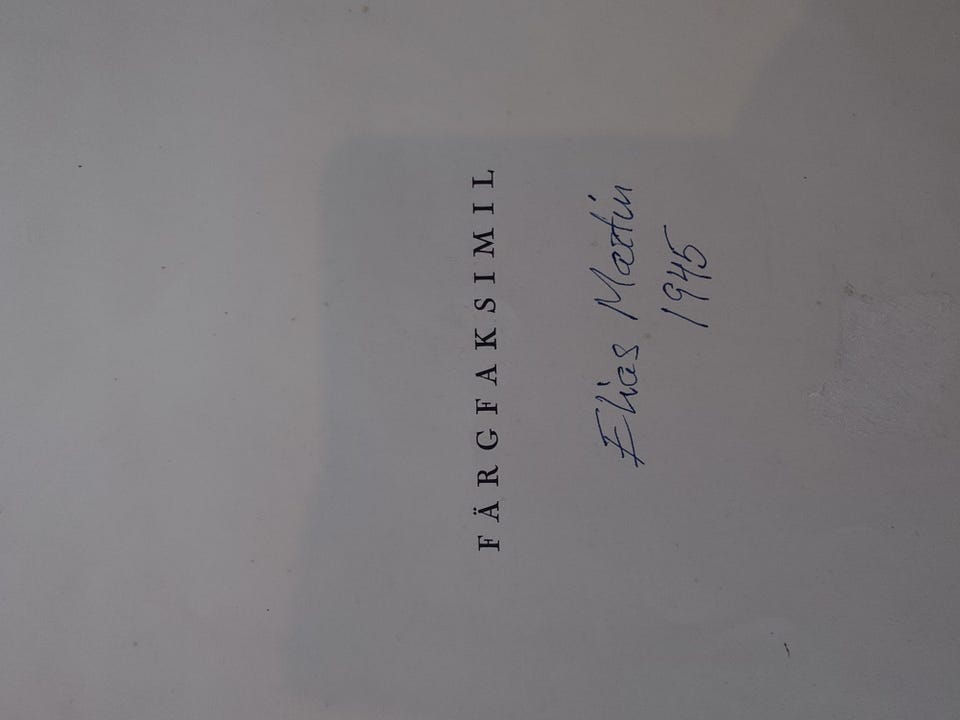 FÄRGFAKSIMIL
Elias Martin
1945